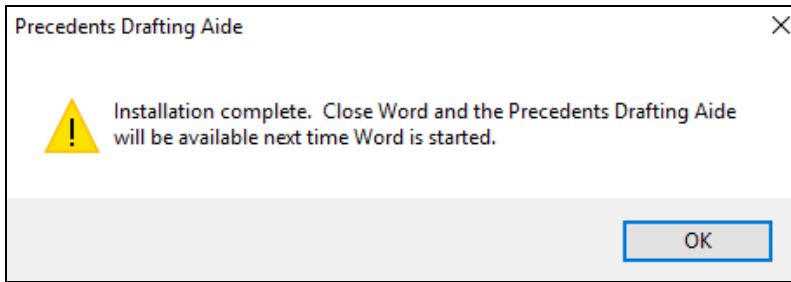 Precedents Drafting Aide
Installation complete.  Close Word and the Precedents Drafting Aide
will be available next time Word is started.
OK